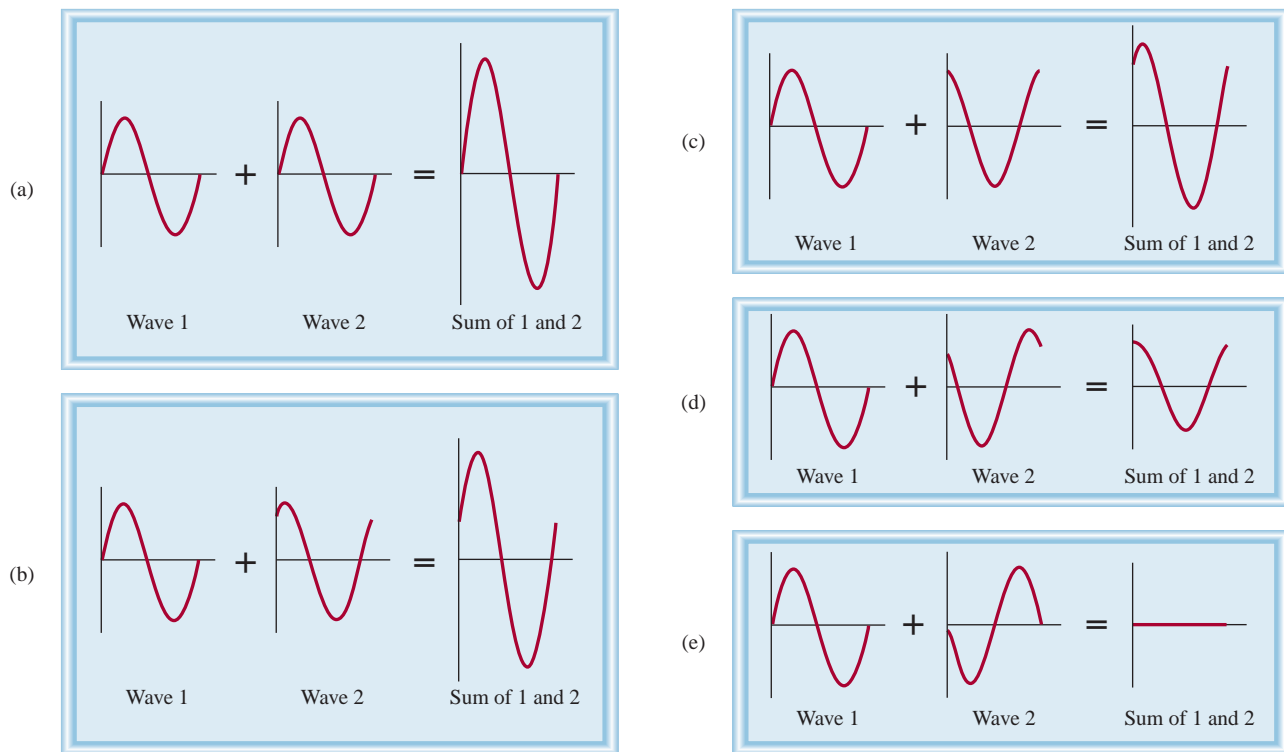 (a)
+
=
Wave 1 Wave 2 Sum of 1 and 2
(b)
+
=
Wave 1 Wave 2 Sum of 1 and 2
(c)
+
=
Wave 1 Wave 2 Sum of 1 and 2
(d)
+
=
Wave 1 Wave 2 Sum of 1 and 2
(e)
+
=
Wave 1 Wave 2 Sum of 1 and 2